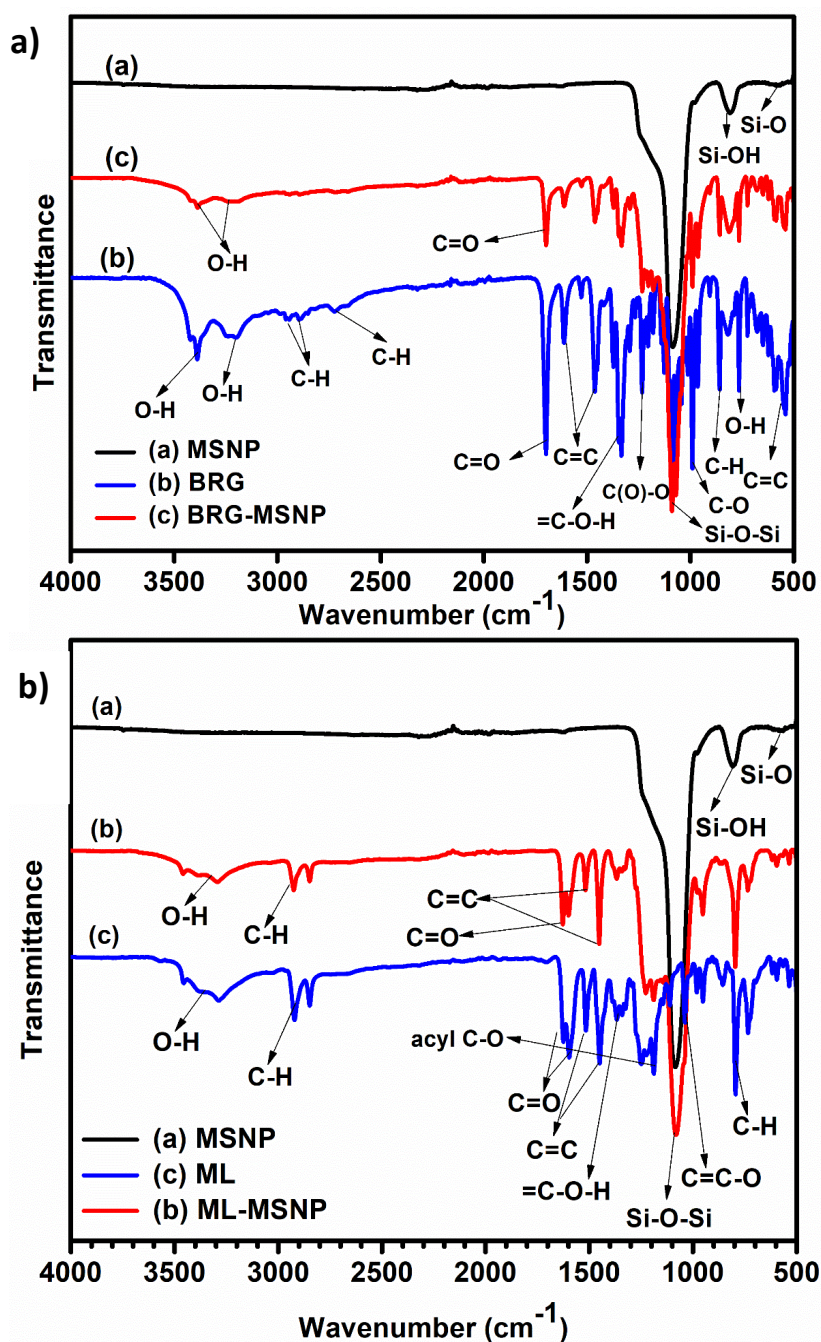 a)
(a)
Si-O
Si-OH
(c)
O-H
C=O
(b)
O-H
O-H
C-H
C-H
C=O
C=C
=C-O-H
C(O)-O
Si-O-Si
C-O
C-H
O-H
C=C
(a) MSNP
(b) BRG
(c) BRG-MSNP
Transmittance
4000 3500 3000 2500 2000 1500 1000 500
Wavenumber (cm-1)
b)
(a)
Si-O
Si-OH
(b)
O-H
C-H
C=C
C=O
(c)
O-H
C-H
acyl C-O
C=O
C=C
=C-O-H
Si-O-Si
C=C-O
C-H
(a) MSNP
(c) ML
(b) ML-MSNP
Transmittance
4000 3500 3000 2500 2000 1500 1000 500
Wavenumber (cm-1)